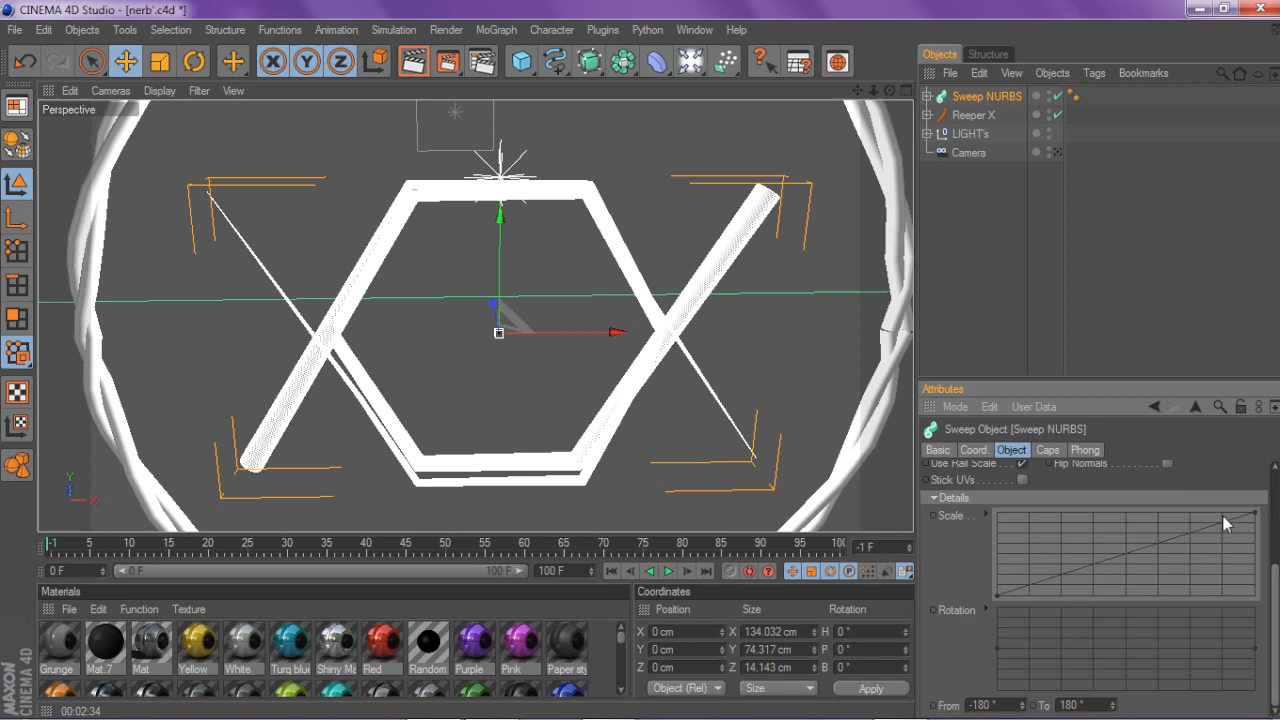 CINEMA 4D Studio - [nerb'.c4d *]
File Edit Objects Tools Selection Structure Functions Animation Simulation Render MoGraph Character Plugins Python Window Help
Edit Cameras Display Filter View
Perspective
Y
X
Objects Structure
File Edit View Objects Tags Bookmarks
Sweep NURBS
Reeper X
LIGHT's
Camera
Attributes
Mode Edit User Data
Sweep Object [Sweep NURBS]
Basic Coord. Object Caps Phong
Use Rail Scale Flip Normals
Stick UVs
Details
Scale
Rotation
From -180 ° To 180 °
-1 5 10 15 20 25 30 35 40 45 50 55 60 65 70 75 80 85 90 95 100 -1 F
0 F 0 F 100 F 100 F
Materials
File Edit Function Texture
Grunge Mat.7 Mat Yellow White Turq blue Shiny Ma Red Random Purple Pink Paper sty
Coordinates
Position Size Rotation
X 0 cm X 134.032 cm H 0 °
Y 0 cm Y 74.317 cm P 0 °
Z 0 cm Z 14.143 cm B 0 °
Object (Rel) Size Apply
MAXON CINEMA 4D
00:02:34